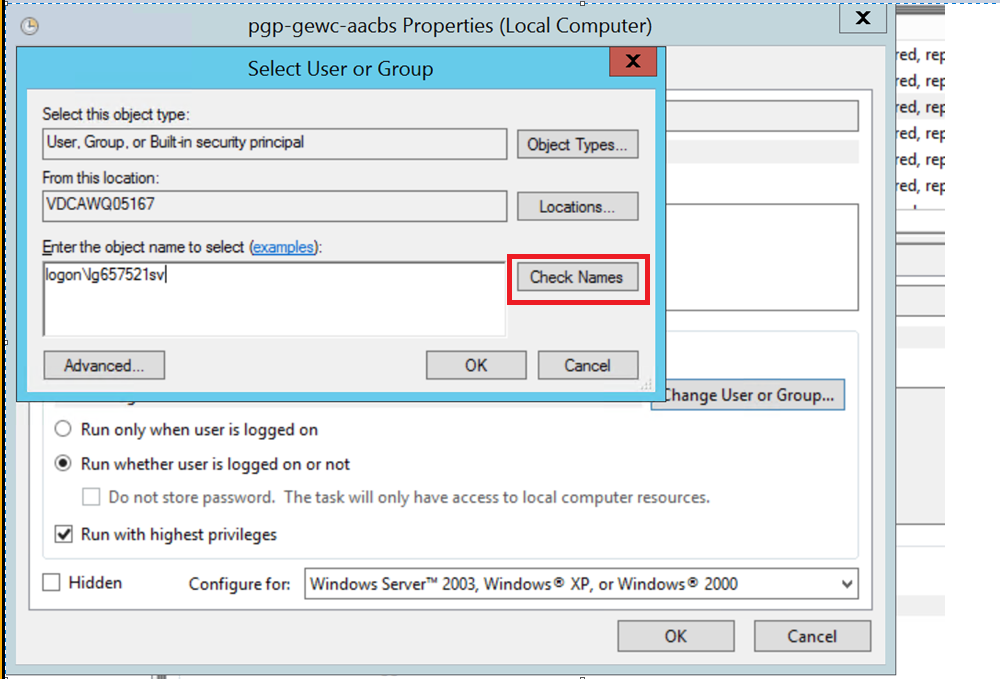 pgp-gewc-aacbs Properties (Local Computer)
X
Select User or Group
X
Select this object type:
User, Group, or Built-in security principal
Object Types...
From this location:
VDCAWQ05167
Locations...
Enter the object name to select (examples):
logon\lg657521sv
Check Names
Advanced...
OK
Cancel
Change User or Group...
Run only when user is logged on
Run whether user is logged on or not
Do not store password. The task will only have access to local computer resources.
Run with highest privileges
Hidden
Configure for:
Windows Server™ 2003, Windows® XP, or Windows® 2000
OK
Cancel
red, rep
red, rep
red, rep
red, rep
red, rep
red, rep